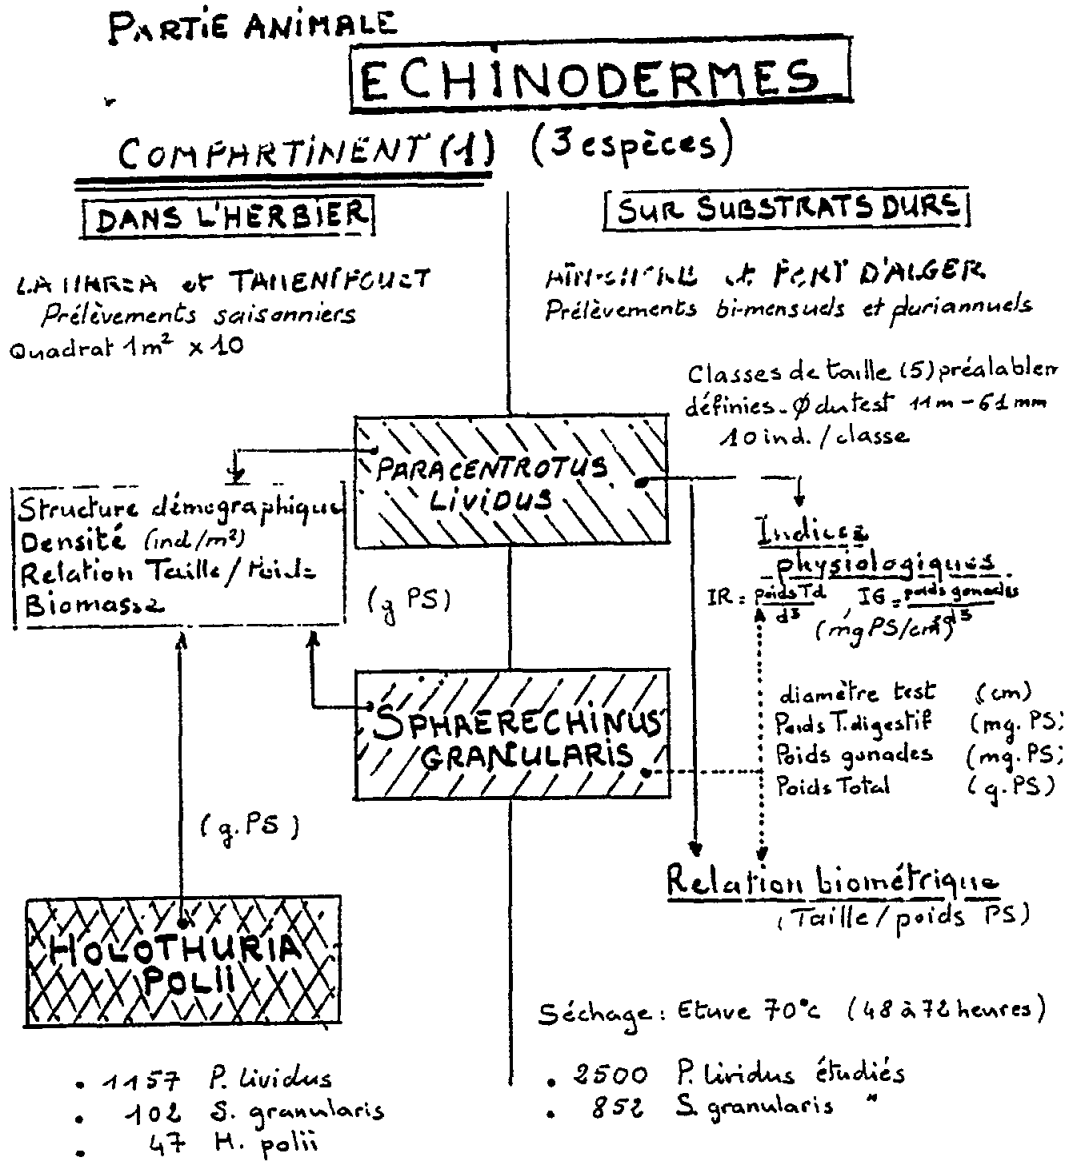 PARTIE ANIMALE
ECHINODERMES
COMPARTIMENT (1) (3 espèces)
DANS L'HERBIER
SUR SUBSTRATS DURS
et TAMENTFOUST
Prélèvements saisonniers
Quadrat 1m² x 10
et PORT D'ALGER
Prélèvements bi-mensuels et pluriannuels
Classes de taille (5) préalablem
définies. Ø du test 11m - 61 mm
10 ind. / classe
PARACENTROTUS
LIVIDUS
Structure démographique
Densité (ind/m²)
Relation Taille / Poids
Biomasse
(g PS)
Indices
physiologiques
IR = poids Td / d³ IG = poids gonades / d³
(mg PS/cm³)
SPHAERECHINUS
GRANULARIS
diamètre test (cm)
Poids T.digestif (mg. PS)
Poids gonades (mg. PS)
Poids Total (g. PS)
(g. PS)
Relation biométrique
(Taille / poids PS)
HOLOTHURIA
POLII
Séchage : Etuve 70°c (48 à 72 heures)
. 1157 P. lividus
. 102 S. granularis
. 47 H. polii
. 2500 P. lividus étudiés
. 852 S. granularis "